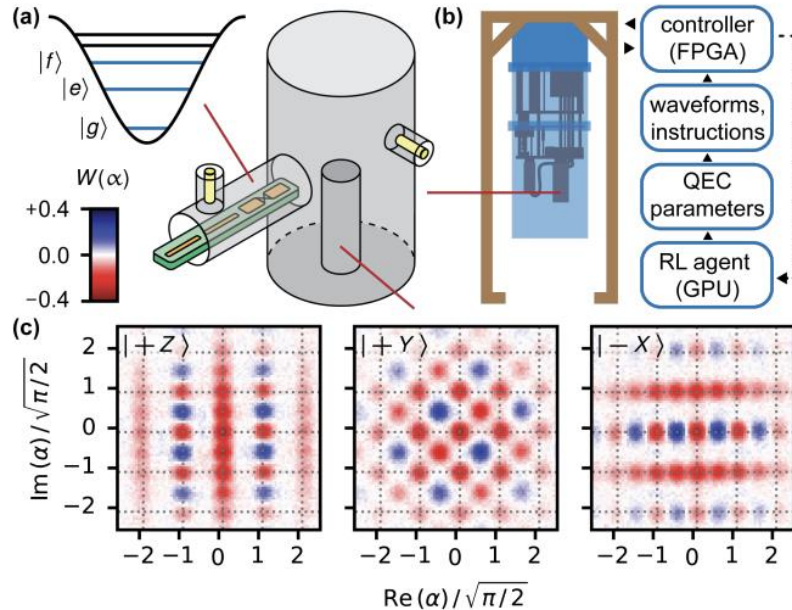 (a)
|f⟩
|e⟩
|g⟩
W(α)
+0.4
0.0
−0.4
(b)
controller
(FPGA)
waveforms,
instructions
QEC
parameters
RL agent
(GPU)
(c)
|+Z⟩
|+Y⟩
|−X⟩
Im(α)/√π/2
2
1
0
−1
−2
−2 −1 0 1 2
−2 −1 0 1 2
−2 −1 0 1 2
Re(α)/√π/2